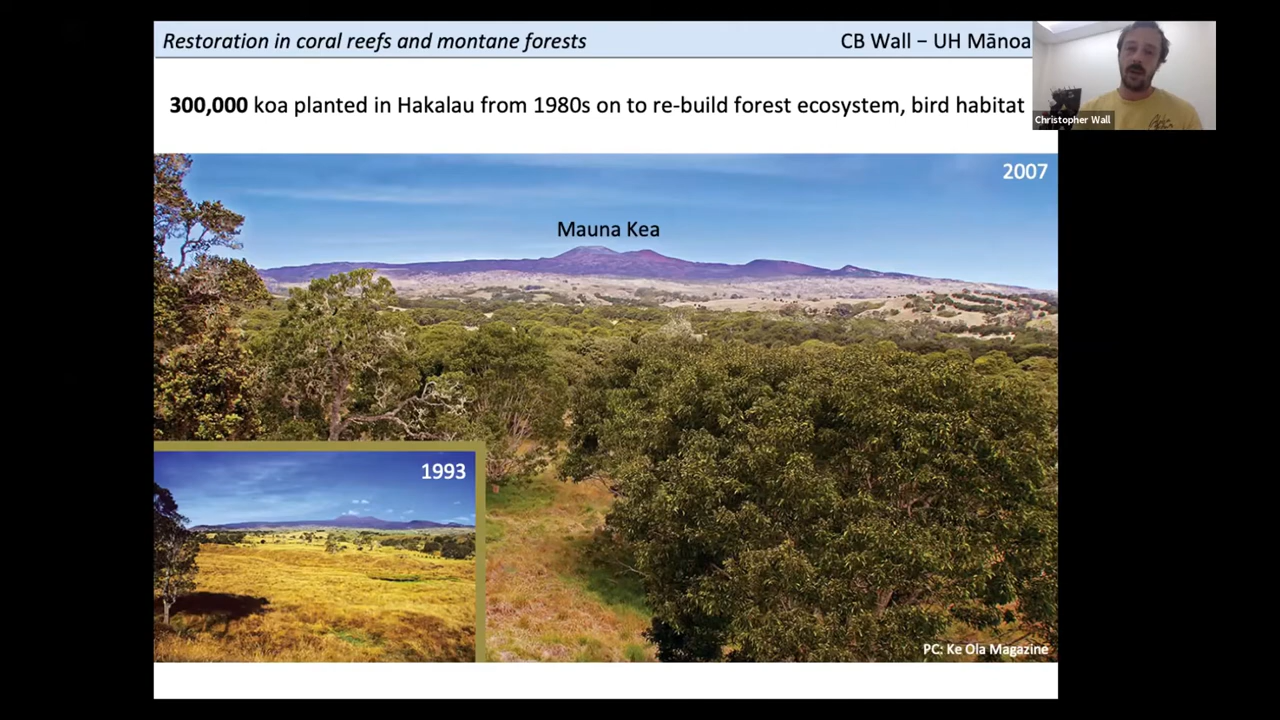 Restoration in coral reefs and montane forests
CB Wall – UH Mānoa
Christopher Wall
300,000 koa planted in Hakalau from 1980s on to re-build forest ecosystem, bird habitat
2007
Mauna Kea
1993
PC: Ke Ola Magazine